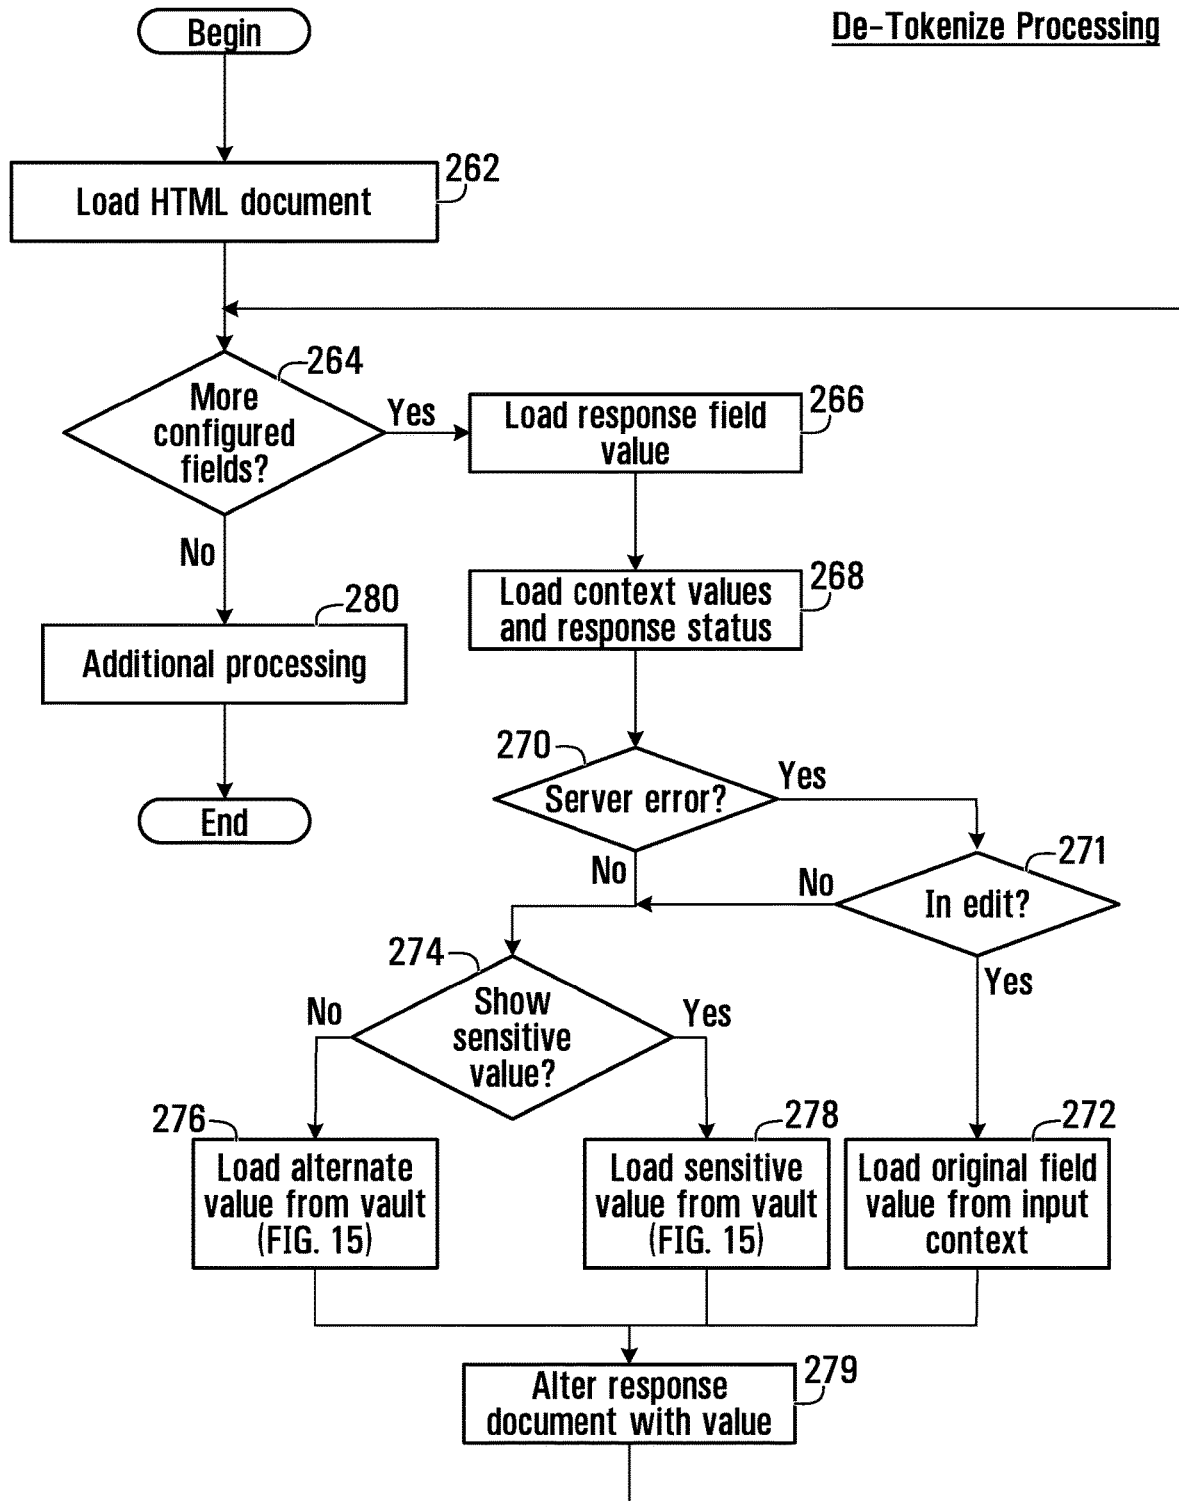 De-Tokenize Processing
Begin
262
Load HTML document
264
More
configured
fields?
Yes
No
266
Load response field
value
268
Load context values
and response status
280
Additional processing
End
270
Server error?
Yes
No
271
In edit?
No
Yes
274
Show
sensitive
value?
No
Yes
276
Load alternate
value from vault
(FIG. 15)
278
Load sensitive
value from vault
(FIG. 15)
272
Load original field
value from input
context
279
Alter response
document with value